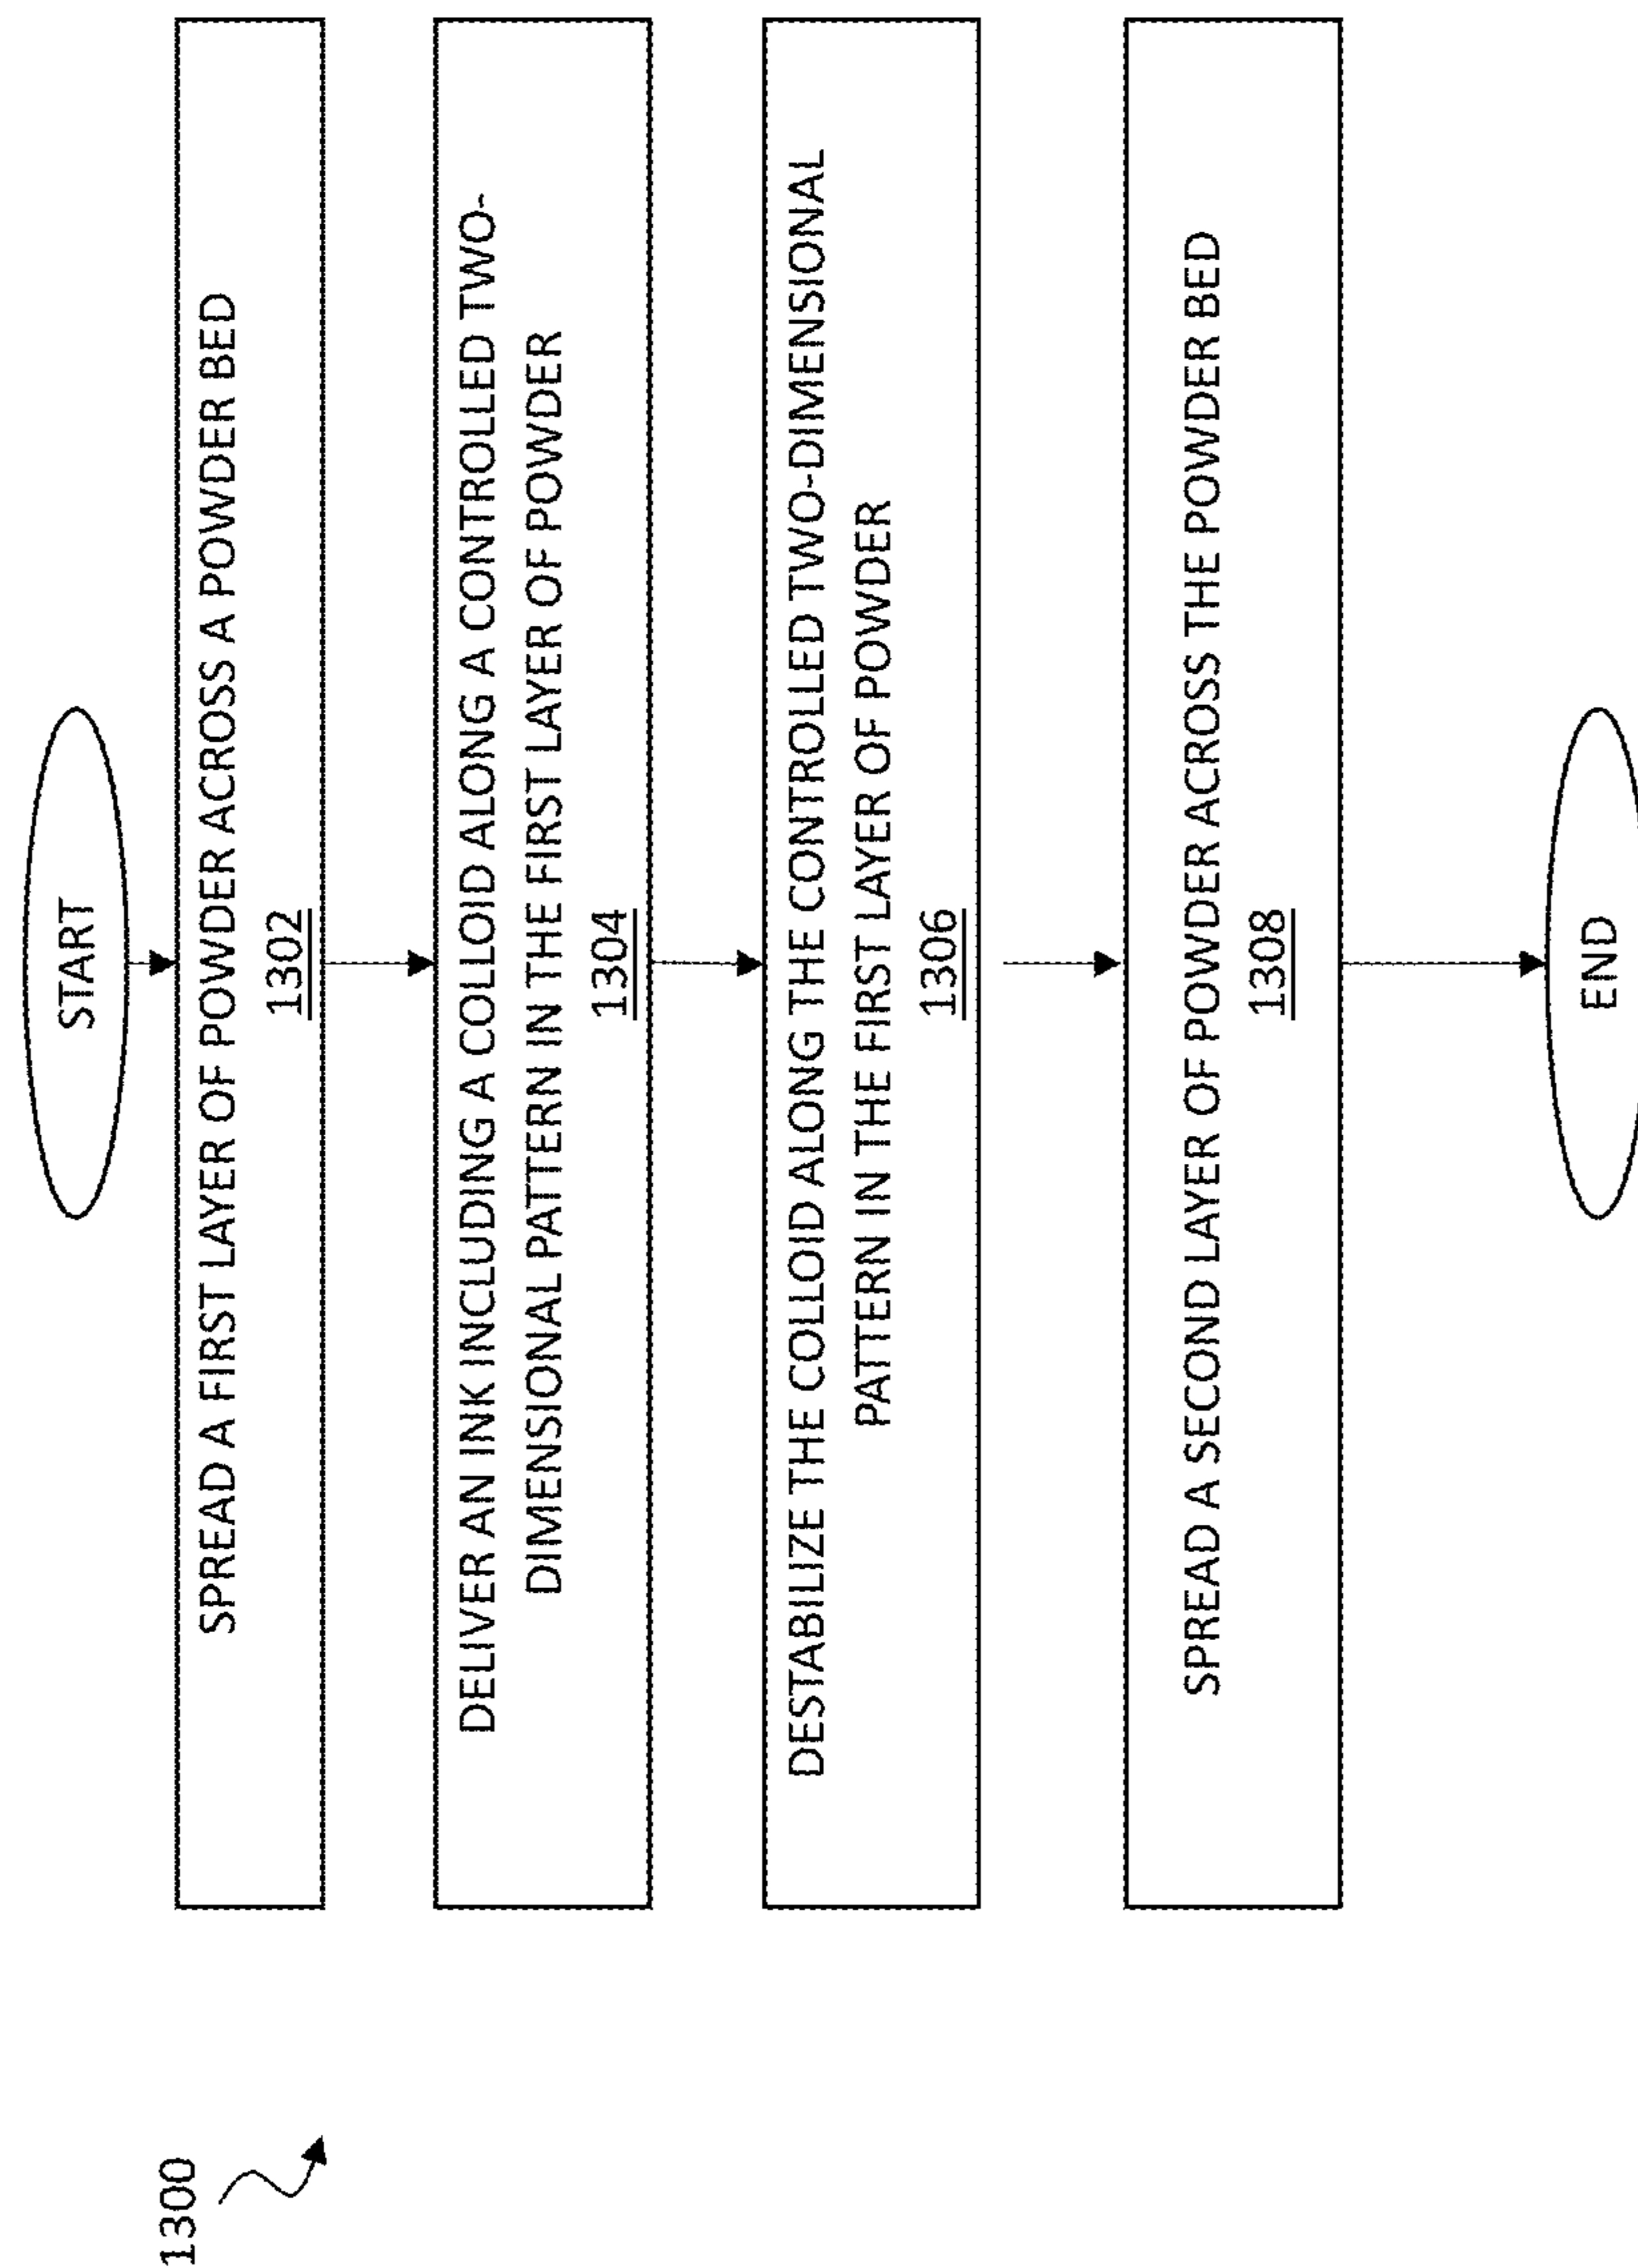 1300
START
SPREAD A FIRST LAYER OF POWDER ACROSS A POWDER BED
1302
DELIVER AN INK INCLUDING A COLLOID ALONG A CONTROLLED TWO-
DIMENSIONAL PATTERN IN THE FIRST LAYER OF POWDER
1304
DESTABILIZE THE COLLOID ALONG THE CONTROLLED TWO-DIMENSIONAL
PATTERN IN THE FIRST LAYER OF POWDER
1306
SPREAD A SECOND LAYER OF POWDER ACROSS THE POWDER BED
1308
END